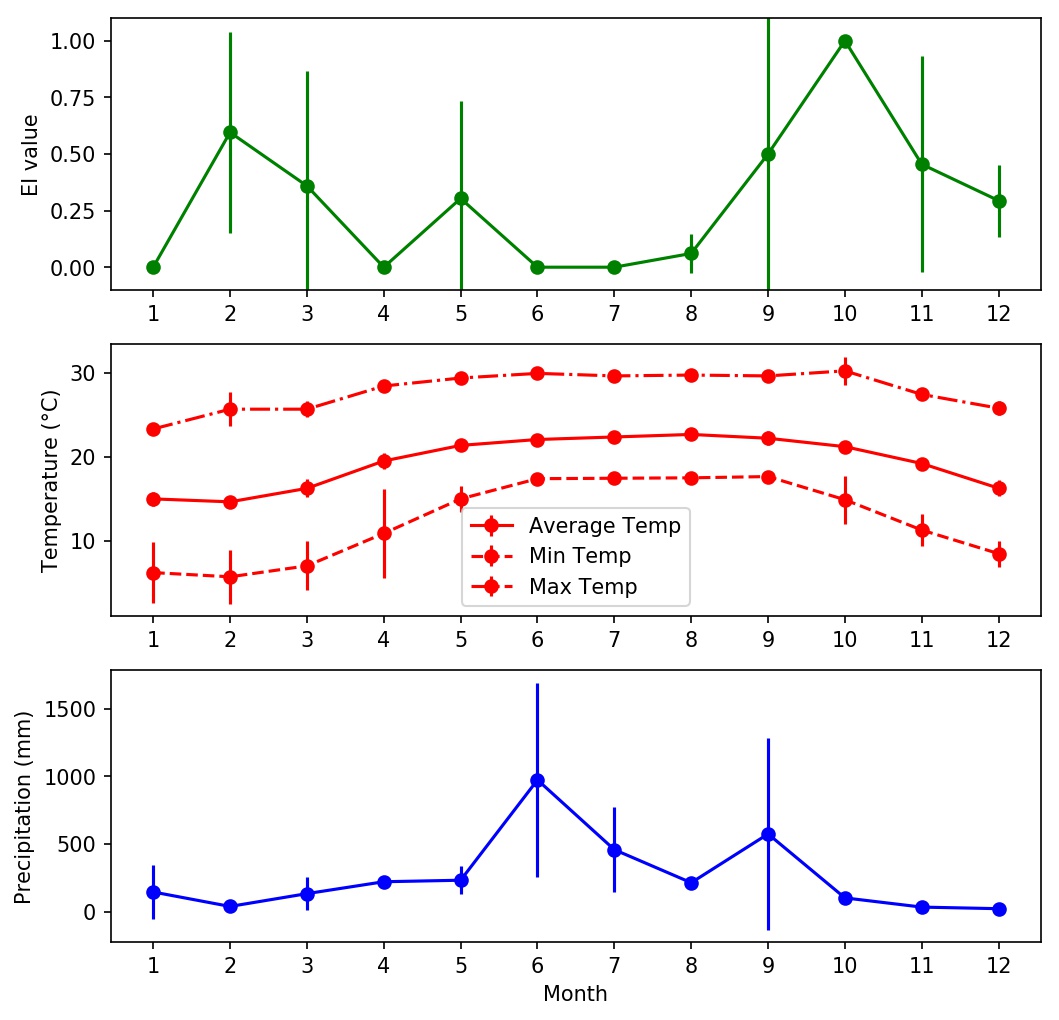 EI value
1.00
0.75
0.50
0.25
0.00
1 2 3 4 5 6 7 8 9 10 11 12
Temperature (°C)
30
20
10
Average Temp
Min Temp
Max Temp
1 2 3 4 5 6 7 8 9 10 11 12
Precipitation (mm)
1500
1000
500
0
1 2 3 4 5 6 7 8 9 10 11 12
Month